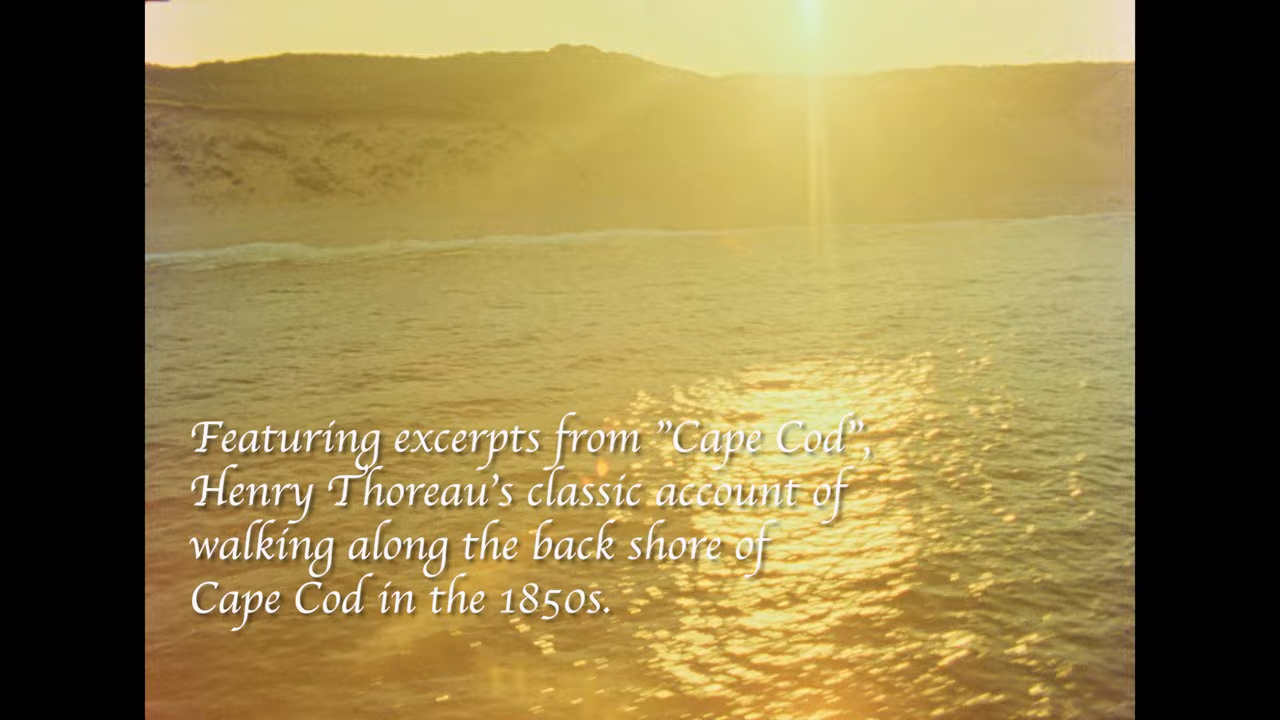 Featuring excerpts from "Cape Cod",
Henry Thoreau's classic account of
walking along the back shore of
Cape Cod in the 1850s.